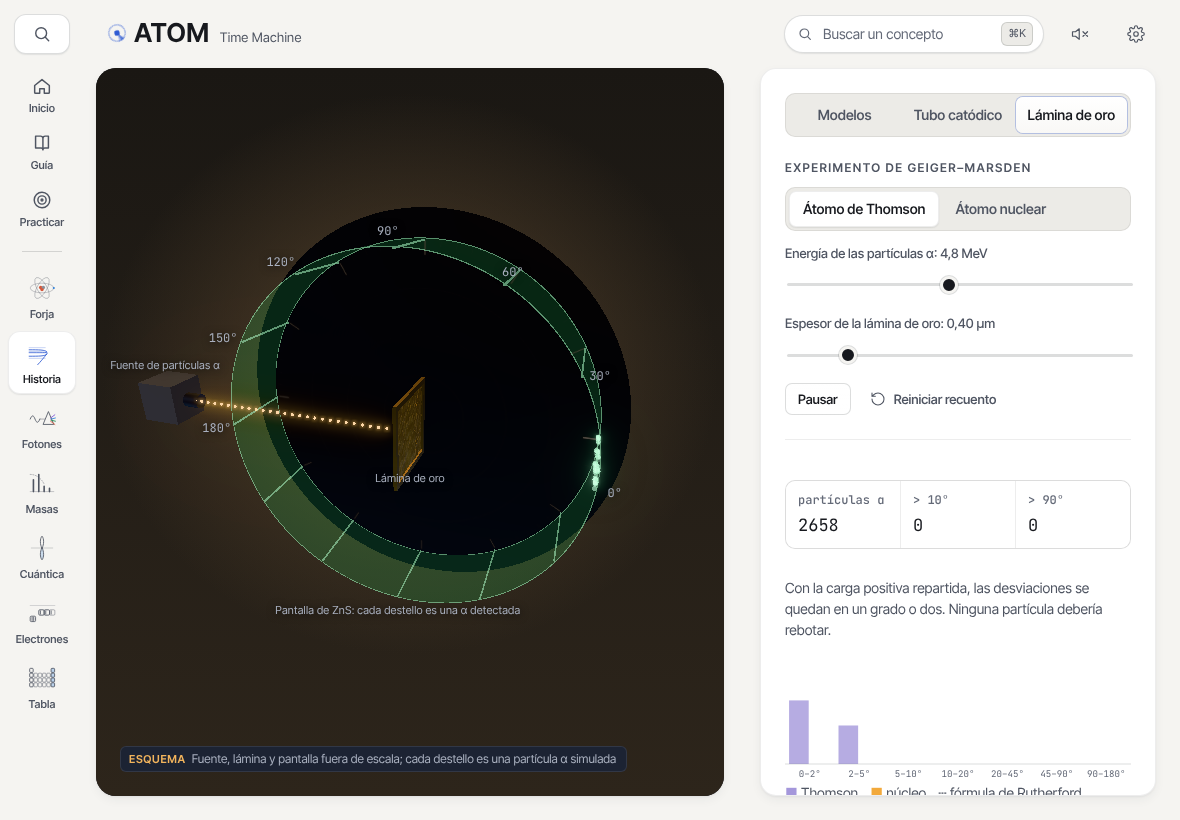 ATOM Time Machine
Buscar un concepto ⌘K
Inicio
Guía
Practicar
Forja
Historia
Fotones
Masas
Cuántica
Electrones
Tabla
90°
120°
60°
150°
30°
Fuente de partículas α
180°
Lámina de oro
0°
Pantalla de ZnS: cada destello es una α detectada
ESQUEMA Fuente, lámina y pantalla fuera de escala; cada destello es una partícula α simulada
Modelos Tubo catódico Lámina de oro
EXPERIMENTO DE GEIGER–MARSDEN
Átomo de Thomson Átomo nuclear
Energía de las partículas α: 4,8 MeV
Espesor de la lámina de oro: 0,40 µm
Pausar Reiniciar recuento
partículas α > 10° > 90°
2658 0 0
Con la carga positiva repartida, las desviaciones se
quedan en un grado o dos. Ninguna partícula debería
rebotar.
0–2° 2–5° 5–10° 10–20° 20–45° 45–90° 90–180°
Thomson núcleo fórmula de Rutherford